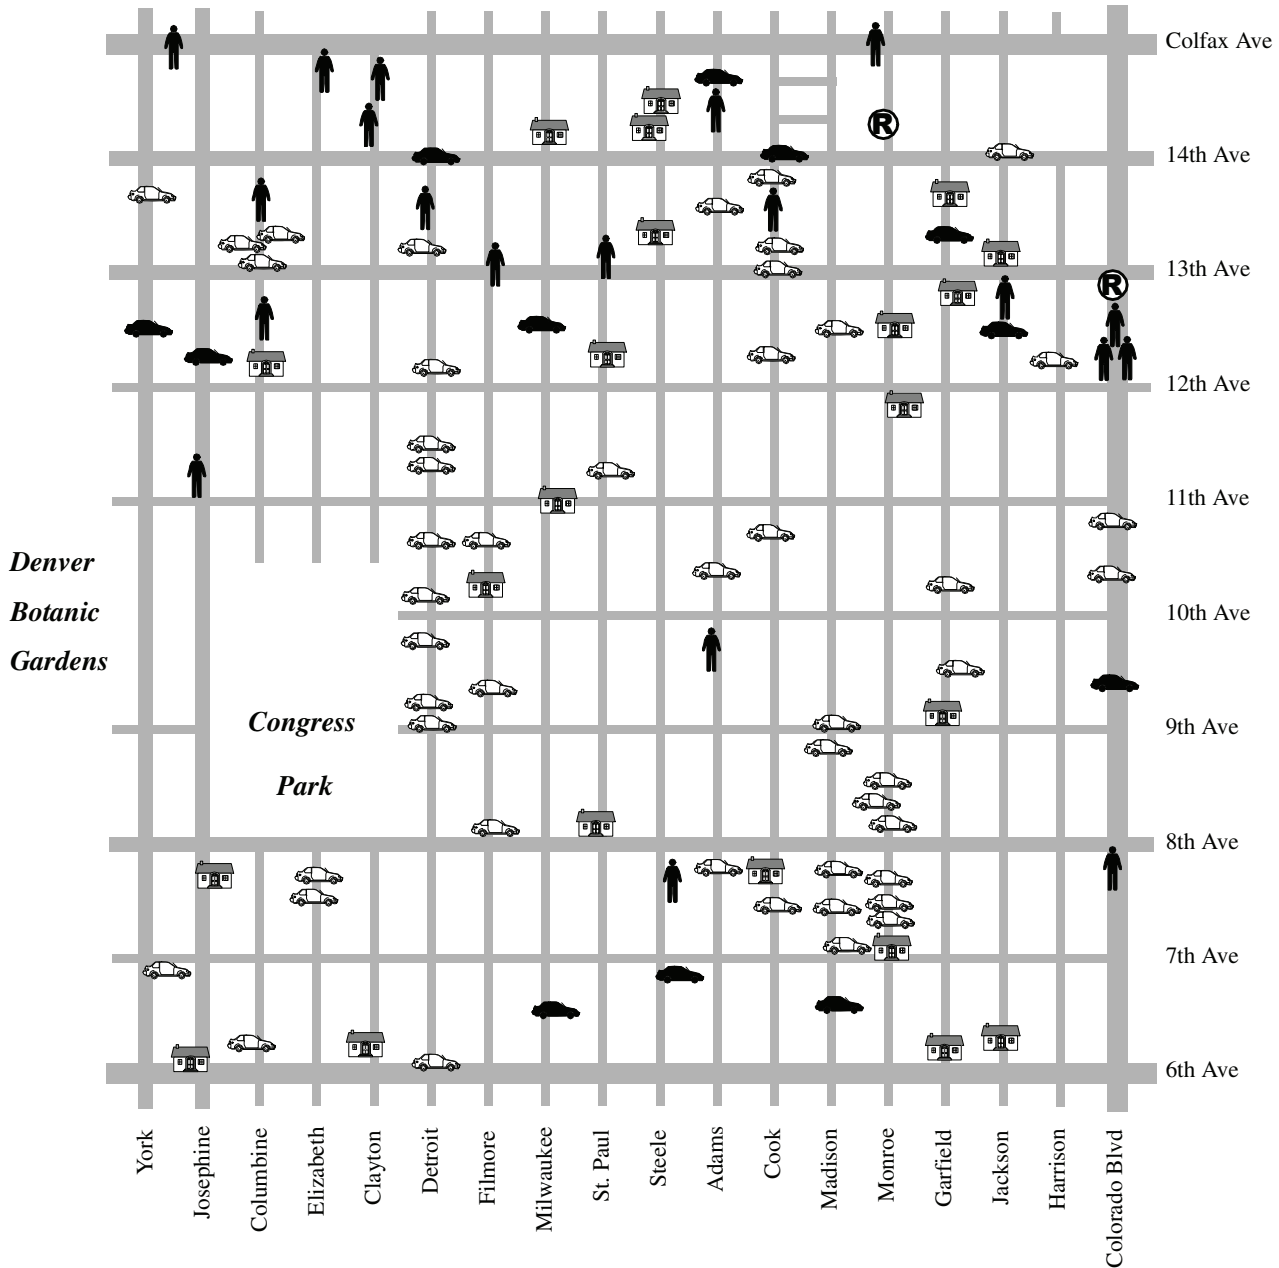 Colfax Ave
R
14th Ave
13th Ave
R
12th Ave
11th Ave
Denver
Botanic
Gardens
10th Ave
9th Ave
Congress
Park
8th Ave
7th Ave
6th Ave
York
Josephine
Columbine
Elizabeth
Clayton
Detroit
Filmore
Milwaukee
St. Paul
Steele
Adams
Cook
Madison
Monroe
Garfield
Jackson
Harrison
Colorado Blvd